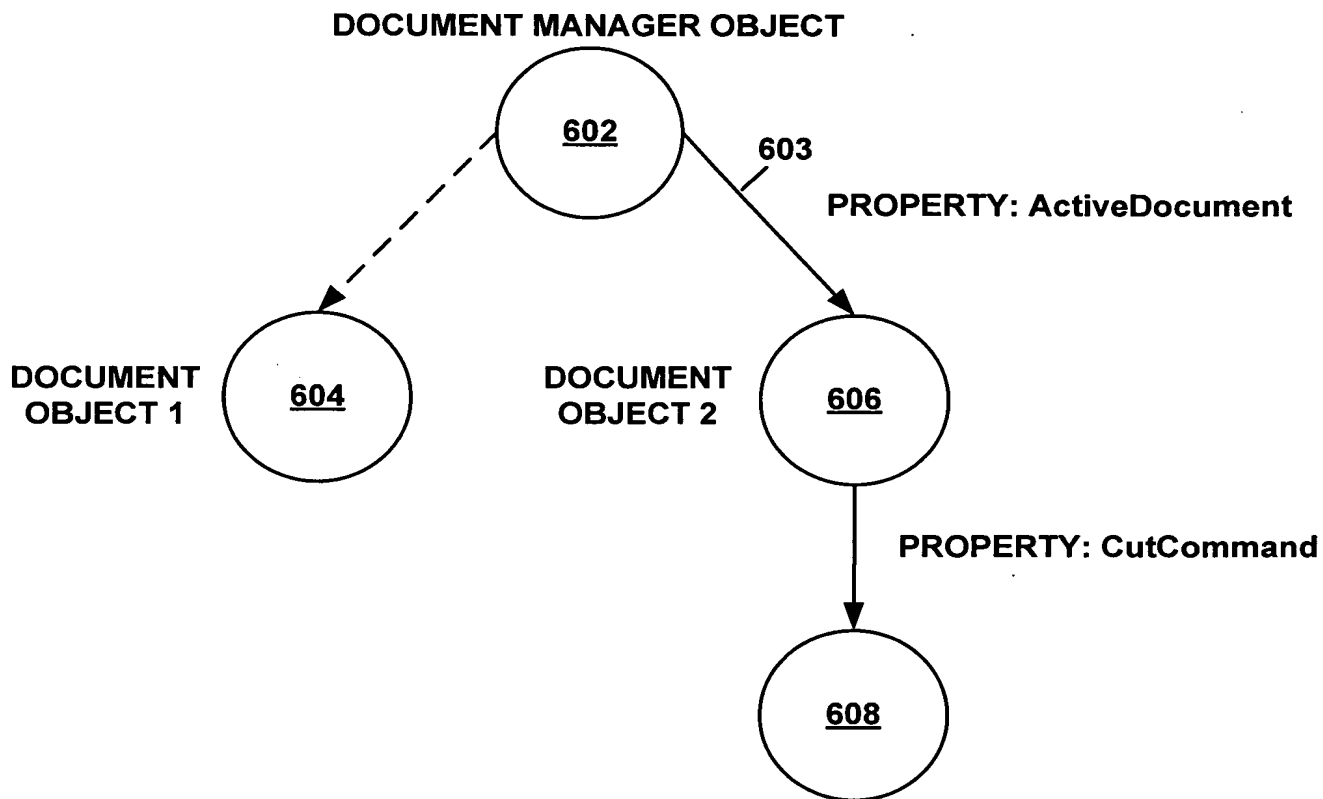 DOCUMENT MANAGER OBJECT
602
603
PROPERTY: ActiveDocument
DOCUMENT
OBJECT 1
604
DOCUMENT
OBJECT 2
606
PROPERTY: CutCommand
608